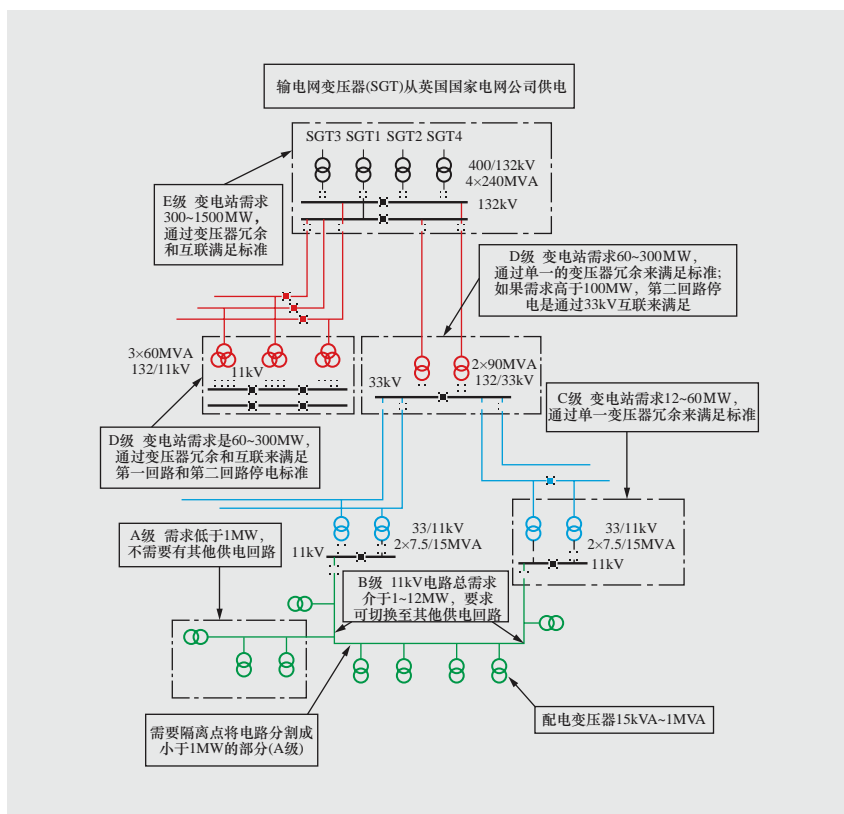 输电网变压器(SGT)从英国国家电网公司供电
SGT3 SGT1 SGT2 SGT4
400/132kV
4×240MVA
132kV
E级 变电站需求
300~1500MW，
通过变压器冗余
和互联满足标准
D级 变电站需求60~300MW，
通过单一的变压器冗余来满足标准;
如果需求高于100MW，第二回路停
电是通过33kV互联来满足
3×60MVA
132/11kV
11kV
33kV
2×90MVA
132/33kV
C级 变电站需求12~60MW，
通过单一变压器冗余来满足标准
D级 变电站需求是60~300MW，
通过变压器冗余和互联来满足
第一回路和第二回路停电标准
A级 需求低于1MW，
不需要有其他供电回路
33/11kV
2×7.5/15MVA
11kV
33/11kV
2×7.5/15MVA
11kV
B级 11kV电路总需求
介于1~12MW，要求
可切换至其他供电回路
需要隔离点将电路分割成
小于1MW的部分(A级)
配电变压器15kVA~1MVA